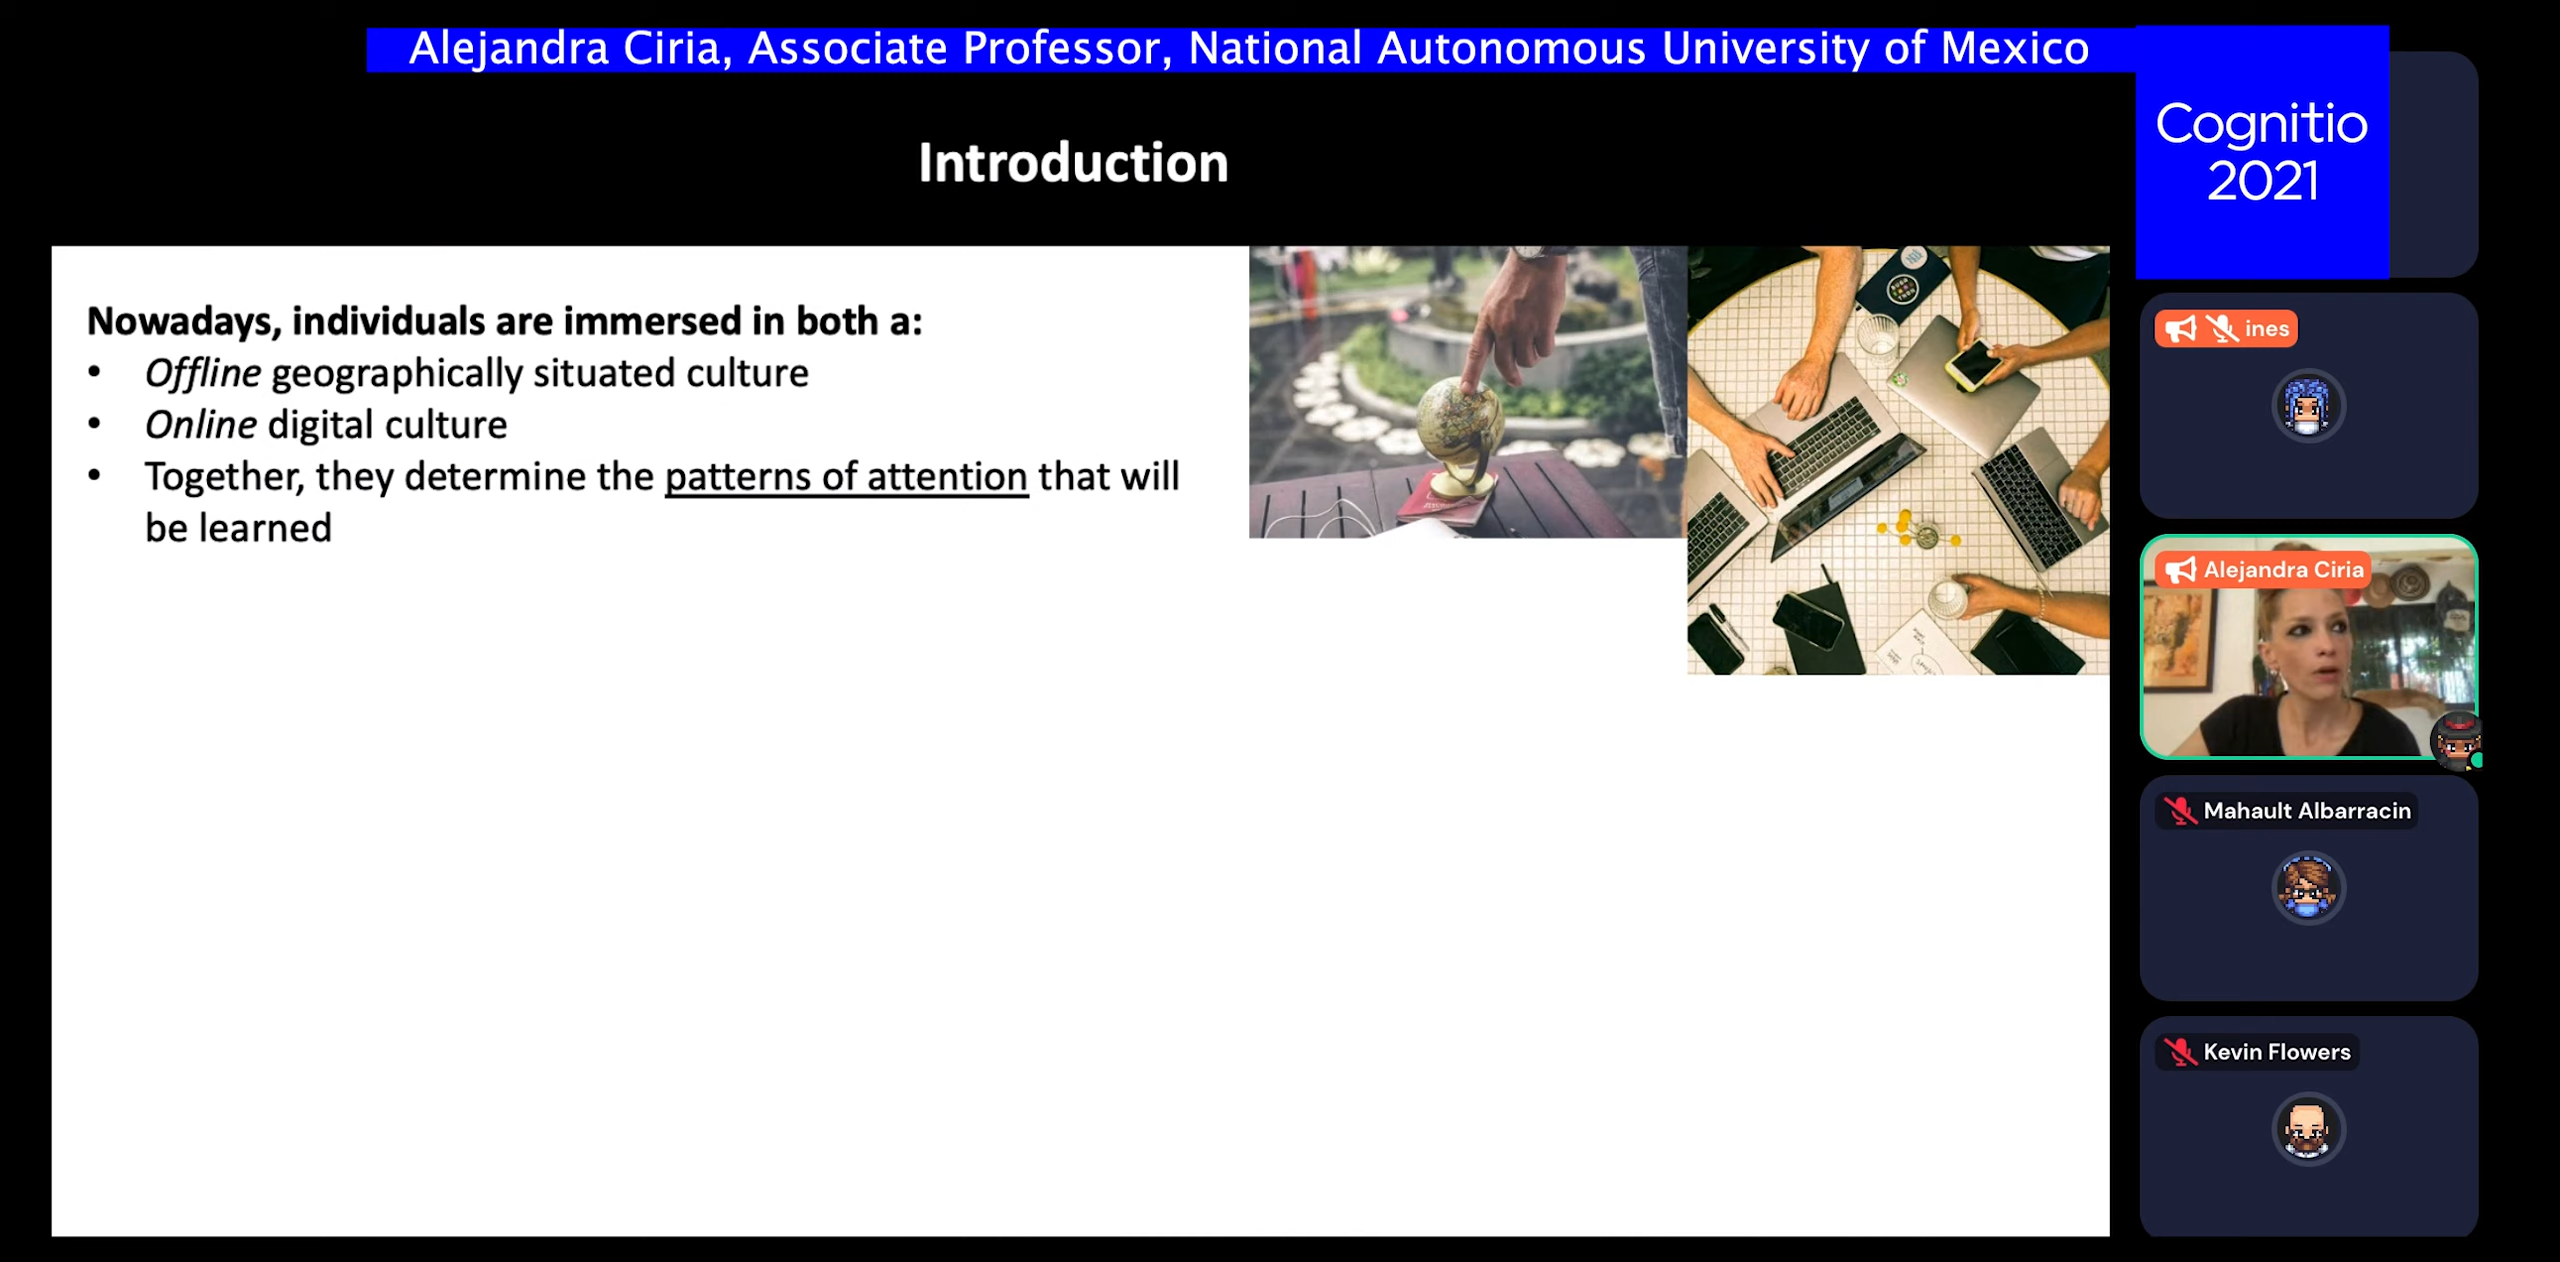 Alejandra Ciria, Associate Professor, National Autonomous University of Mexico
Cognitio
2021
Introduction
Nowadays, individuals are immersed in both a:
• Offline geographically situated culture
• Online digital culture
• Together, they determine the patterns of attention that will
be learned
ines
Alejandra Ciria
Mahault Albarracin
Kevin Flowers